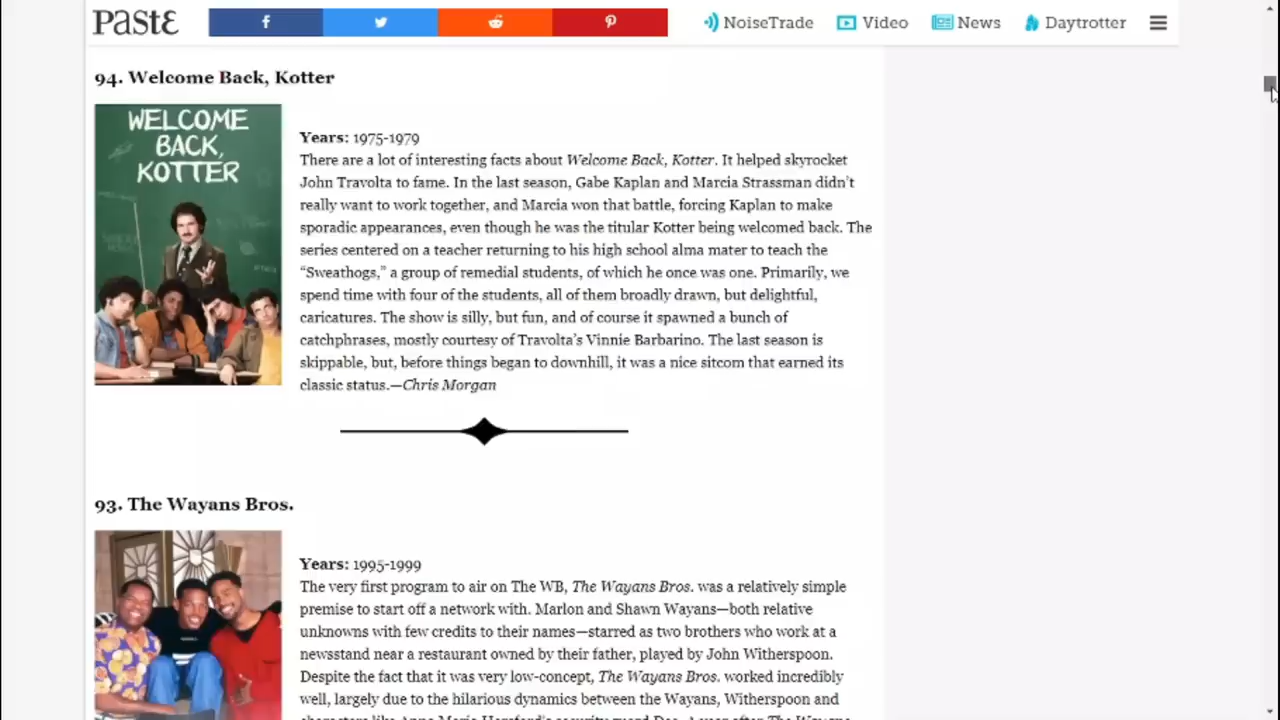 Paste
NoiseTrade
Video
News
Daytrotter
94. Welcome Back, Kotter
WELCOME
BACK,
KOTTER
Years: 1975-1979
There are a lot of interesting facts about Welcome Back, Kotter. It helped skyrocket
John Travolta to fame. In the last season, Gabe Kaplan and Marcia Strassman didn't
really want to work together, and Marcia won that battle, forcing Kaplan to make
sporadic appearances, even though he was the titular Kotter being welcomed back. The
series centered on a teacher returning to his high school alma mater to teach the
“Sweathogs,” a group of remedial students, of which he once was one. Primarily, we
spend time with four of the students, all of them broadly drawn, but delightful,
caricatures. The show is silly, but fun, and of course it spawned a bunch of
catchphrases, mostly courtesy of Travolta's Vinnie Barbarino. The last season is
skippable, but, before things began to downhill, it was a nice sitcom that earned its
classic status.—Chris Morgan
93. The Wayans Bros.
Years: 1995-1999
The very first program to air on The WB, The Wayans Bros. was a relatively simple
premise to start off a network with. Marlon and Shawn Wayans—both relative
unknowns with few credits to their names—starred as two brothers who work at a
newsstand near a restaurant owned by their father, played by John Witherspoon.
Despite the fact that it was very low-concept, The Wayans Bros. worked incredibly
well, largely due to the hilarious dynamics between the Wayans, Witherspoon and